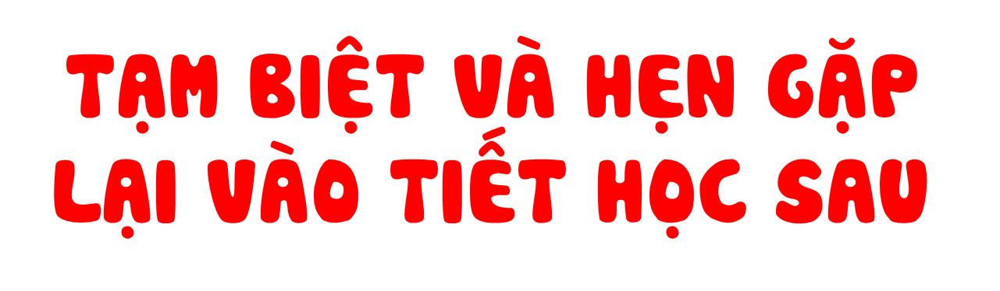 TẠM BIỆT VÀ HẸN GẶP
LẠI VÀO TIẾT HỌC SAU